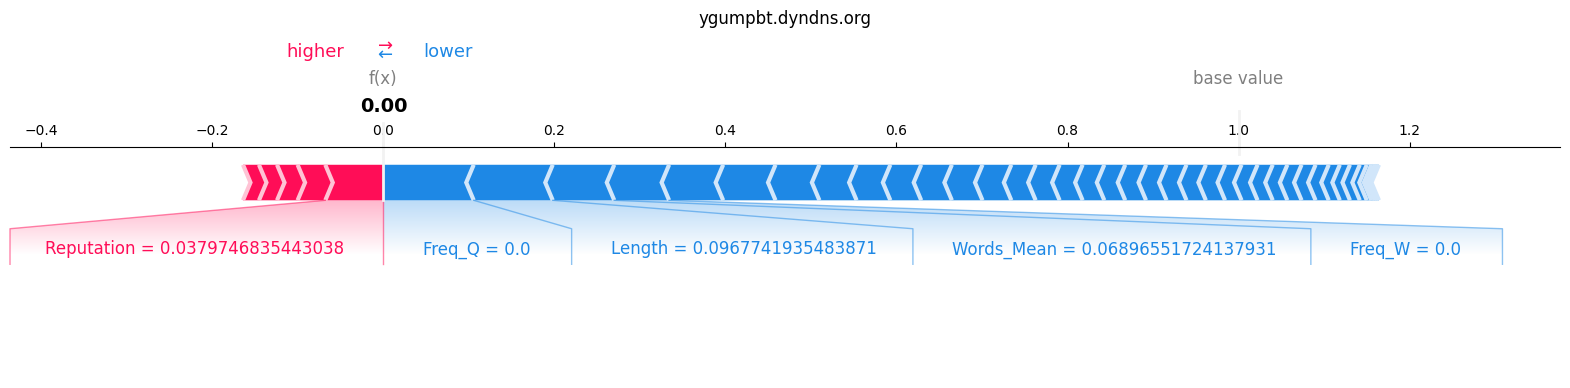 ygumpbt.dyndns.org
higher ⇄ lower
f(x) base value
0.00
−0.4 −0.2 0.0 0.2 0.4 0.6 0.8 1.0 1.2
Reputation = 0.0379746835443038 Freq_Q = 0.0 Length = 0.0967741935483871 Words_Mean = 0.06896551724137931 Freq_W = 0.0